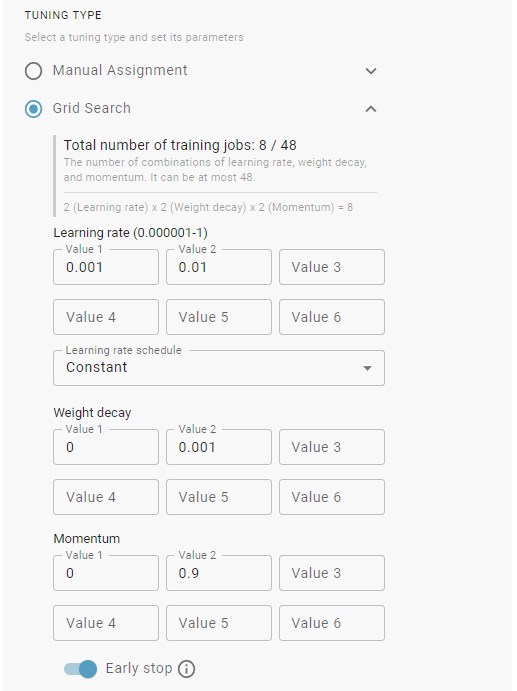 TUNING TYPE
Select a tuning type and set its parameters
Manual Assignment
Grid Search
Total number of training jobs: 8 / 48
The number of combinations of learning rate, weight decay,
and momentum. It can be at most 48.
2 (Learning rate) x 2 (Weight decay) x 2 (Momentum) = 8
Learning rate (0.000001-1)
Value 1 Value 2
0.001 0.01 Value 3
Value 4 Value 5 Value 6
Learning rate schedule
Constant
Weight decay
Value 1 Value 2
0 0.001 Value 3
Value 4 Value 5 Value 6
Momentum
Value 1 Value 2
0 0.9 Value 3
Value 4 Value 5 Value 6
Early stop